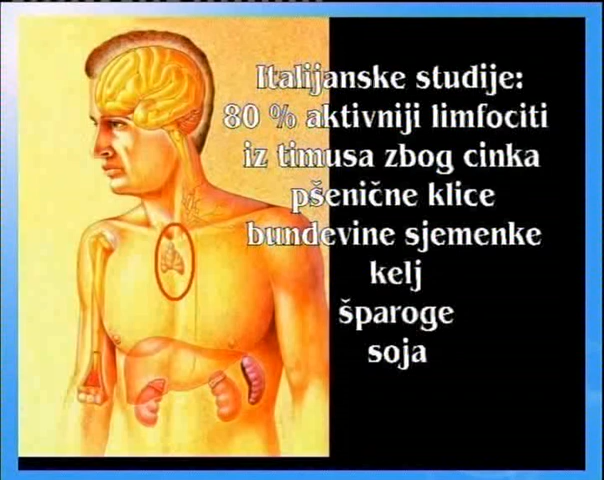 Italijanske studije:
80 % aktivniji limfociti
iz timusa zbog cinka
pšenične klice
bundevine sjemenke
kelj
šparoge
soja